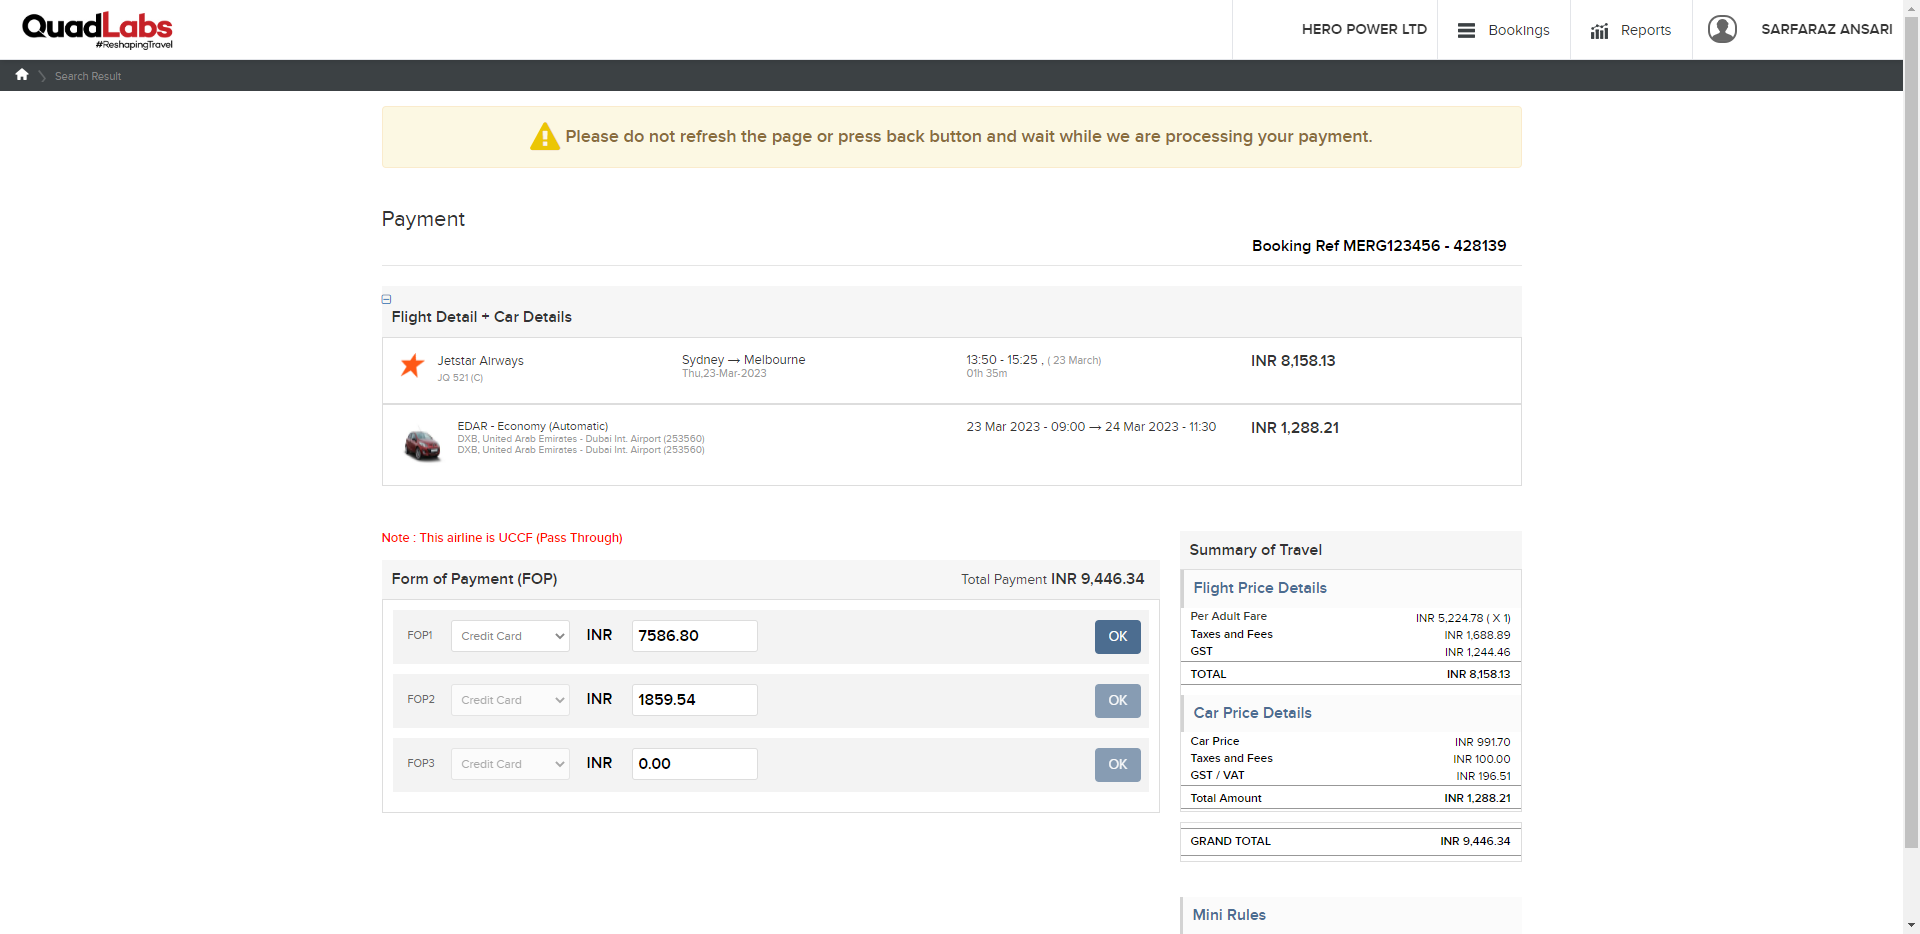 QuadLabs
#ReshapingTravel
HERO POWER LTD
Bookings
Reports
SARFARAZ ANSARI
Search Result
Please do not refresh the page or press back button and wait while we are processing your payment.
Payment
Booking Ref MERG123456 - 428139
Flight Detail + Car Details
Jetstar Airways
JQ 521 (C)
Sydney → Melbourne
Thu,23-Mar-2023
13:50 - 15:25 , ( 23 March)
01h 35m
INR 8,158.13
EDAR - Economy (Automatic)
DXB, United Arab Emirates - Dubai Int. Airport (253560)
DXB, United Arab Emirates - Dubai Int. Airport (253560)
23 Mar 2023 - 09:00 → 24 Mar 2023 - 11:30
INR 1,288.21
Note : This airline is UCCF (Pass Through)
Form of Payment (FOP)
Total Payment INR 9,446.34
FOP1 Credit Card INR 7586.80 OK
FOP2 Credit Card INR 1859.54 OK
FOP3 Credit Card INR 0.00 OK
Summary of Travel
Flight Price Details
Per Adult Fare INR 5,224.78 ( X 1)
Taxes and Fees INR 1,688.89
GST INR 1,244.46
TOTAL INR 8,158.13
Car Price Details
Car Price INR 991.70
Taxes and Fees INR 100.00
GST / VAT INR 196.51
Total Amount INR 1,288.21
GRAND TOTAL INR 9,446.34
Mini Rules